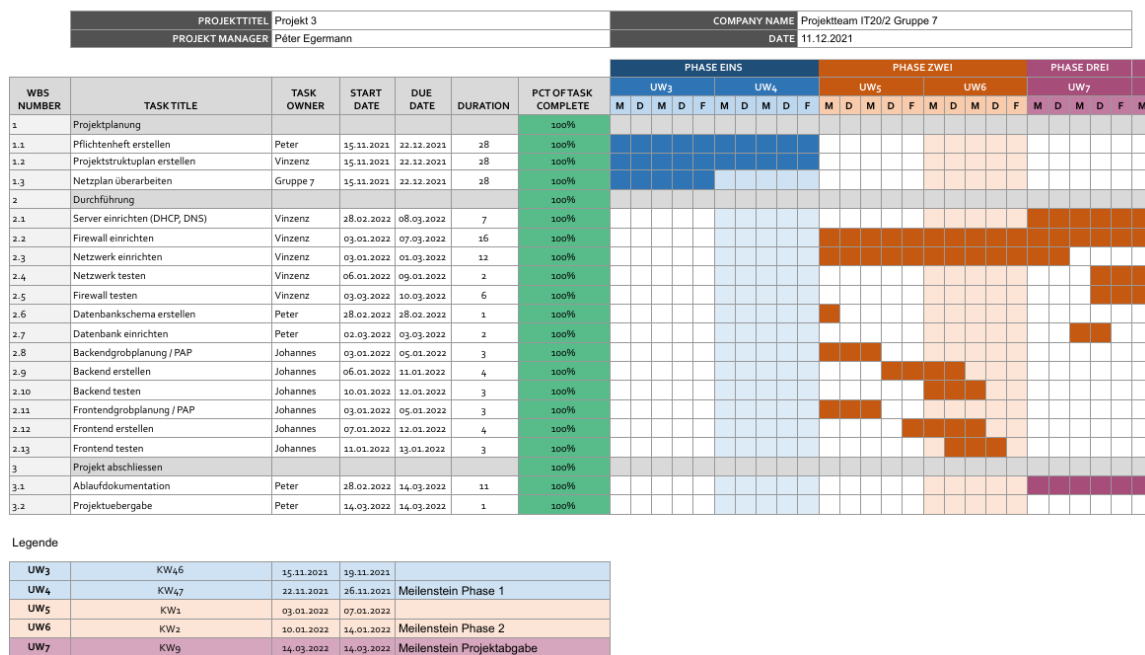 PROJEKTTITEL Projekt 3 COMPANY NAME Projektteam IT20/2 Gruppe 7
PROJEKT MANAGER Péter Egermann DATE 11.12.2021
PHASE EINS PHASE ZWEI PHASE DREI
WBS NUMBER TASK TITLE TASK OWNER START DATE DUE DATE DURATION PCT OF TASK COMPLETE UW3 UW4 UW5 UW6 UW7
M D M D F M D M D F M D M D F M D M D F M D M D F M
1 Projektplanung 100%
1.1 Pflichtenheft erstellen Peter 15.11.2021 22.12.2021 28 100%
1.2 Projektstruktuplan erstellen Vinzenz 15.11.2021 22.12.2021 28 100%
1.3 Netzplan überarbeiten Gruppe 7 15.11.2021 22.12.2021 28 100%
2 Durchführung 100%
2.1 Server einrichten (DHCP, DNS) Vinzenz 28.02.2022 08.03.2022 7 100%
2.2 Firewall einrichten Vinzenz 03.01.2022 07.03.2022 16 100%
2.3 Netzwerk einrichten Vinzenz 03.01.2022 01.03.2022 12 100%
2.4 Netzwerk testen Vinzenz 06.01.2022 09.01.2022 2 100%
2.5 Firewall testen Vinzenz 03.03.2022 10.03.2022 6 100%
2.6 Datenbankschema erstellen Peter 28.02.2022 28.02.2022 1 100%
2.7 Datenbank einrichten Peter 02.03.2022 03.03.2022 2 100%
2.8 Backendgrobplanung / PAP Johannes 03.01.2022 05.01.2022 3 100%
2.9 Backend erstellen Johannes 06.01.2022 11.01.2022 4 100%
2.10 Backend testen Johannes 10.01.2022 12.01.2022 3 100%
2.11 Frontendgrobplanung / PAP Johannes 03.01.2022 05.01.2022 3 100%
2.12 Frontend erstellen Johannes 07.01.2022 12.01.2022 4 100%
2.13 Frontend testen Johannes 11.01.2022 13.01.2022 3 100%
3 Projekt abschliessen 100%
3.1 Ablaufdokumentation Peter 28.02.2022 14.03.2022 11 100%
3.2 Projektuebergabe Peter 14.03.2022 14.03.2022 1 100%
Legende
UW3 KW46 15.11.2021 19.11.2021
UW4 KW47 22.11.2021 26.11.2021 Meilenstein Phase 1
UW5 KW1 03.01.2022 07.01.2022
UW6 KW2 10.01.2022 14.01.2022 Meilenstein Phase 2
UW7 KW9 14.03.2022 14.03.2022 Meilenstein Projektabgabe